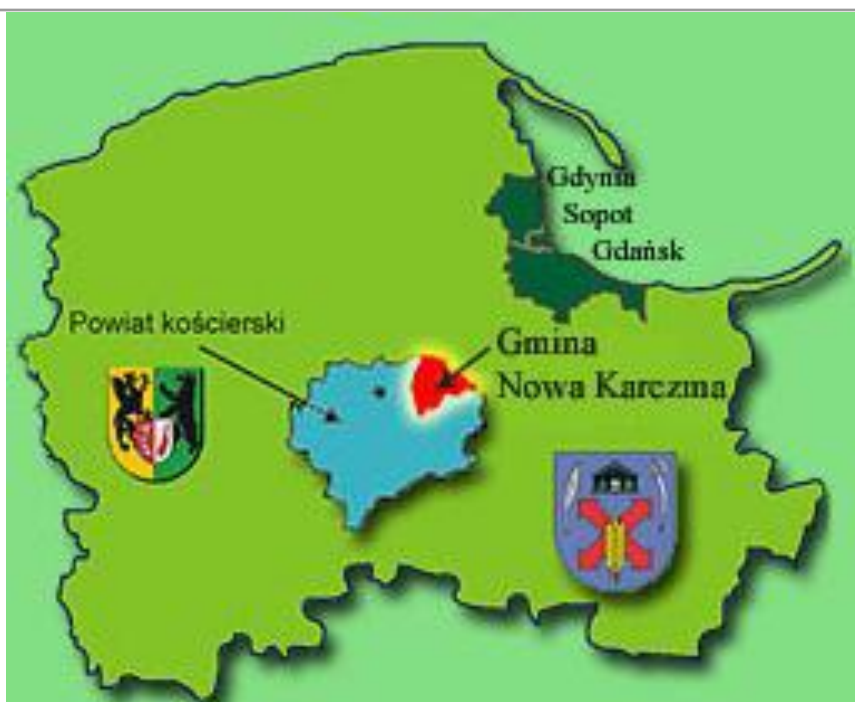 Gdynia
Sopot
Gdańsk
Powiat kościerski
Gmina
Nowa Karczma